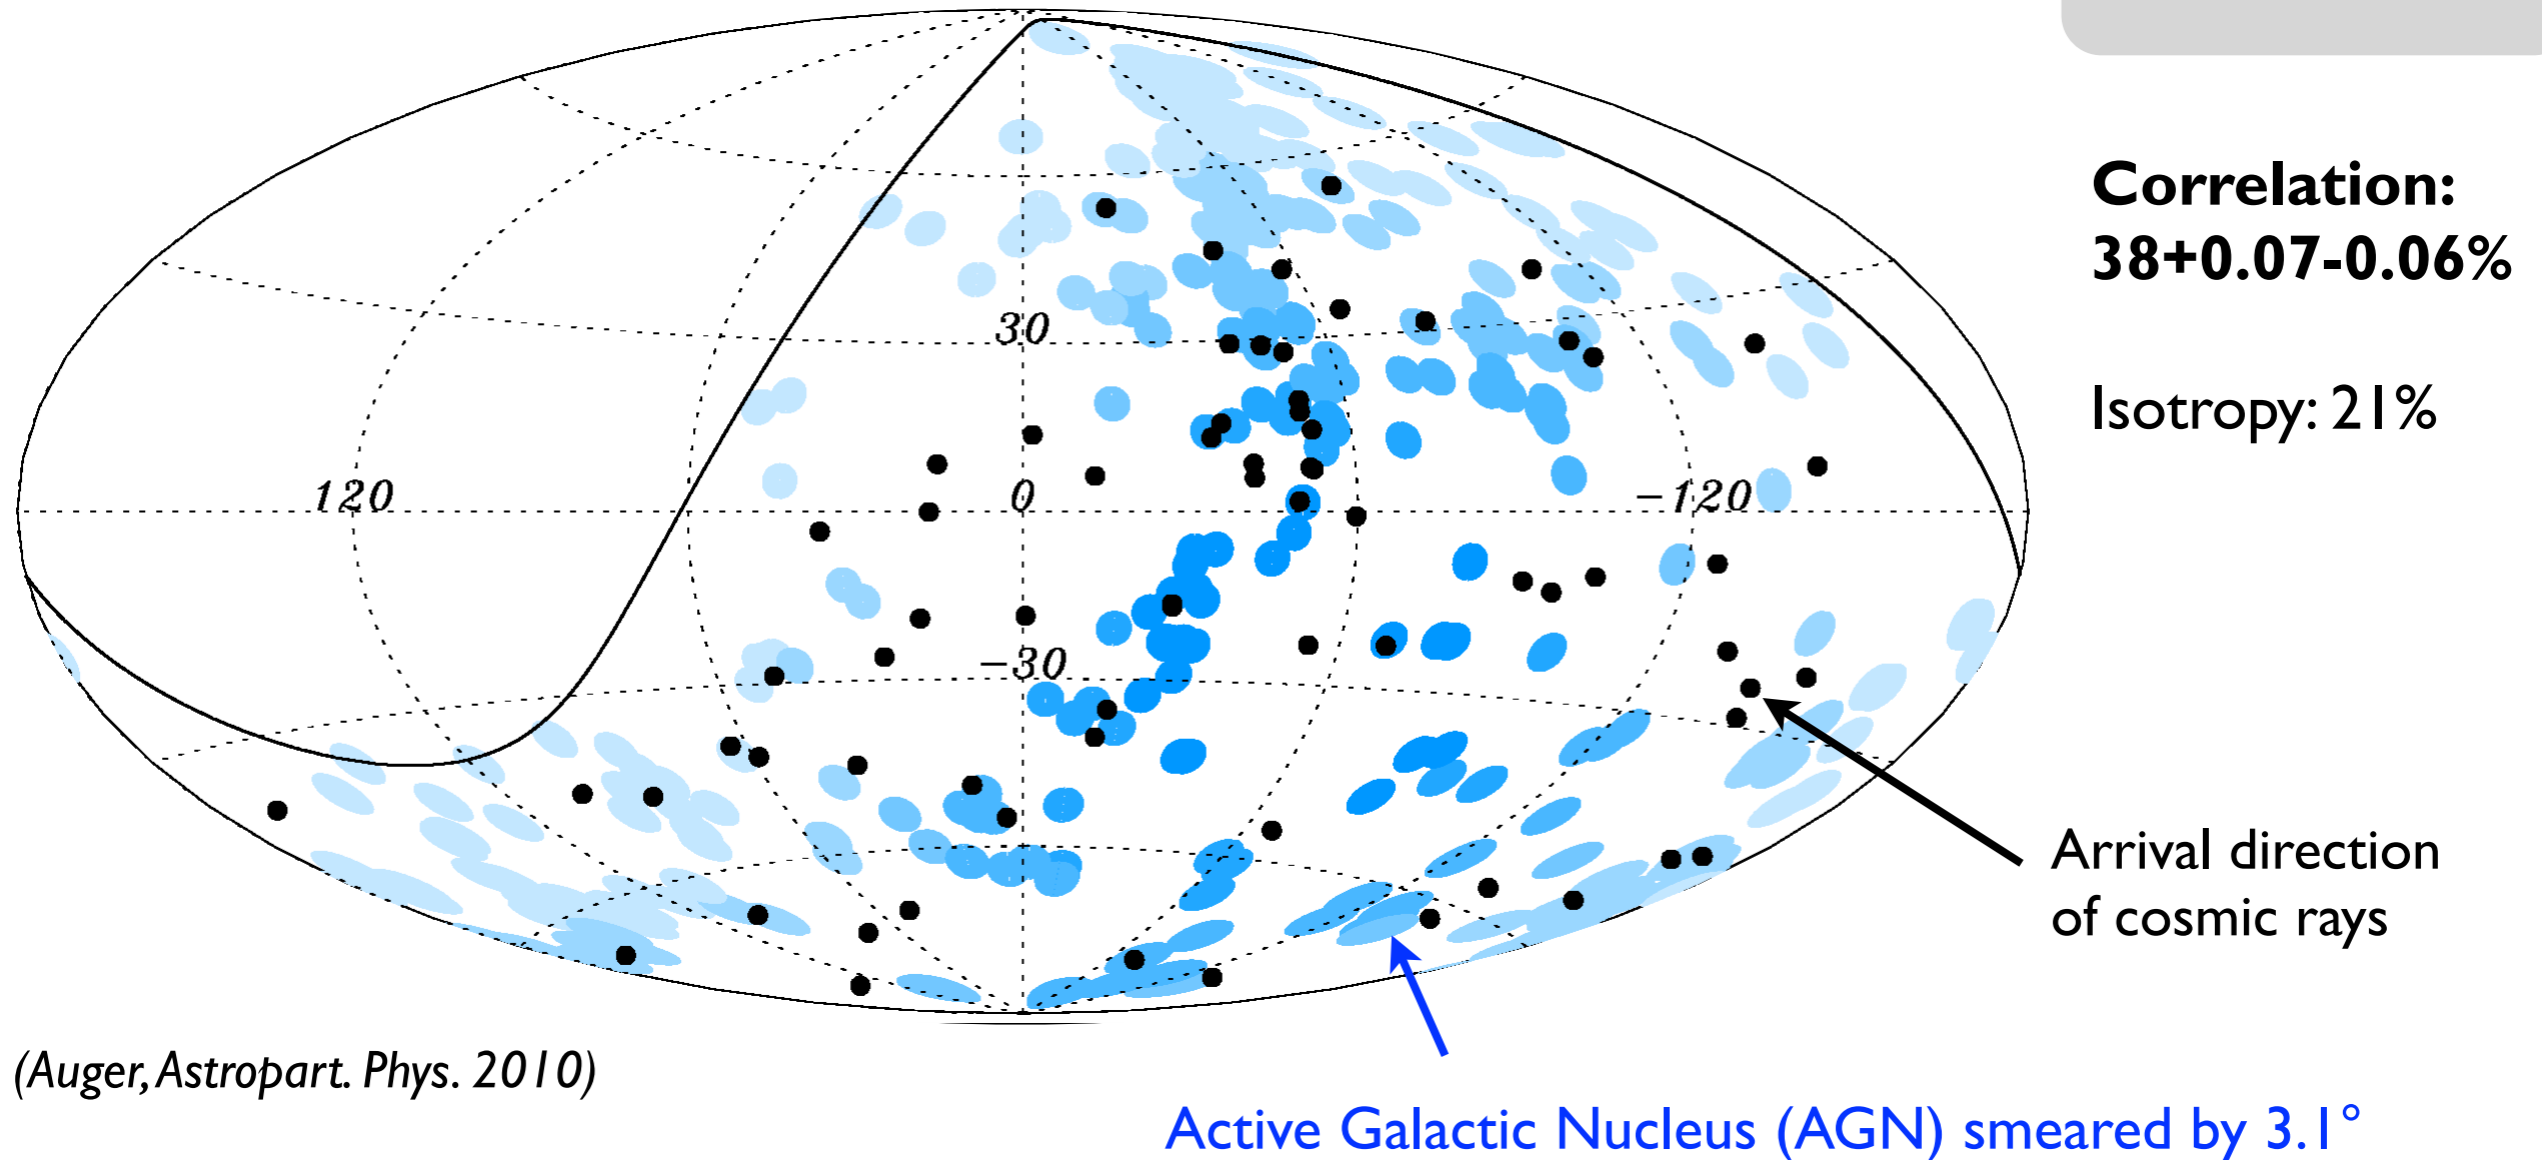 Correlation:
38+0.07-0.06%
Isotropy: 21%
30
120
0
-120
-30
Arrival direction
of cosmic rays
(Auger, Astropart. Phys. 2010)
Active Galactic Nucleus (AGN) smeared by 3.1°